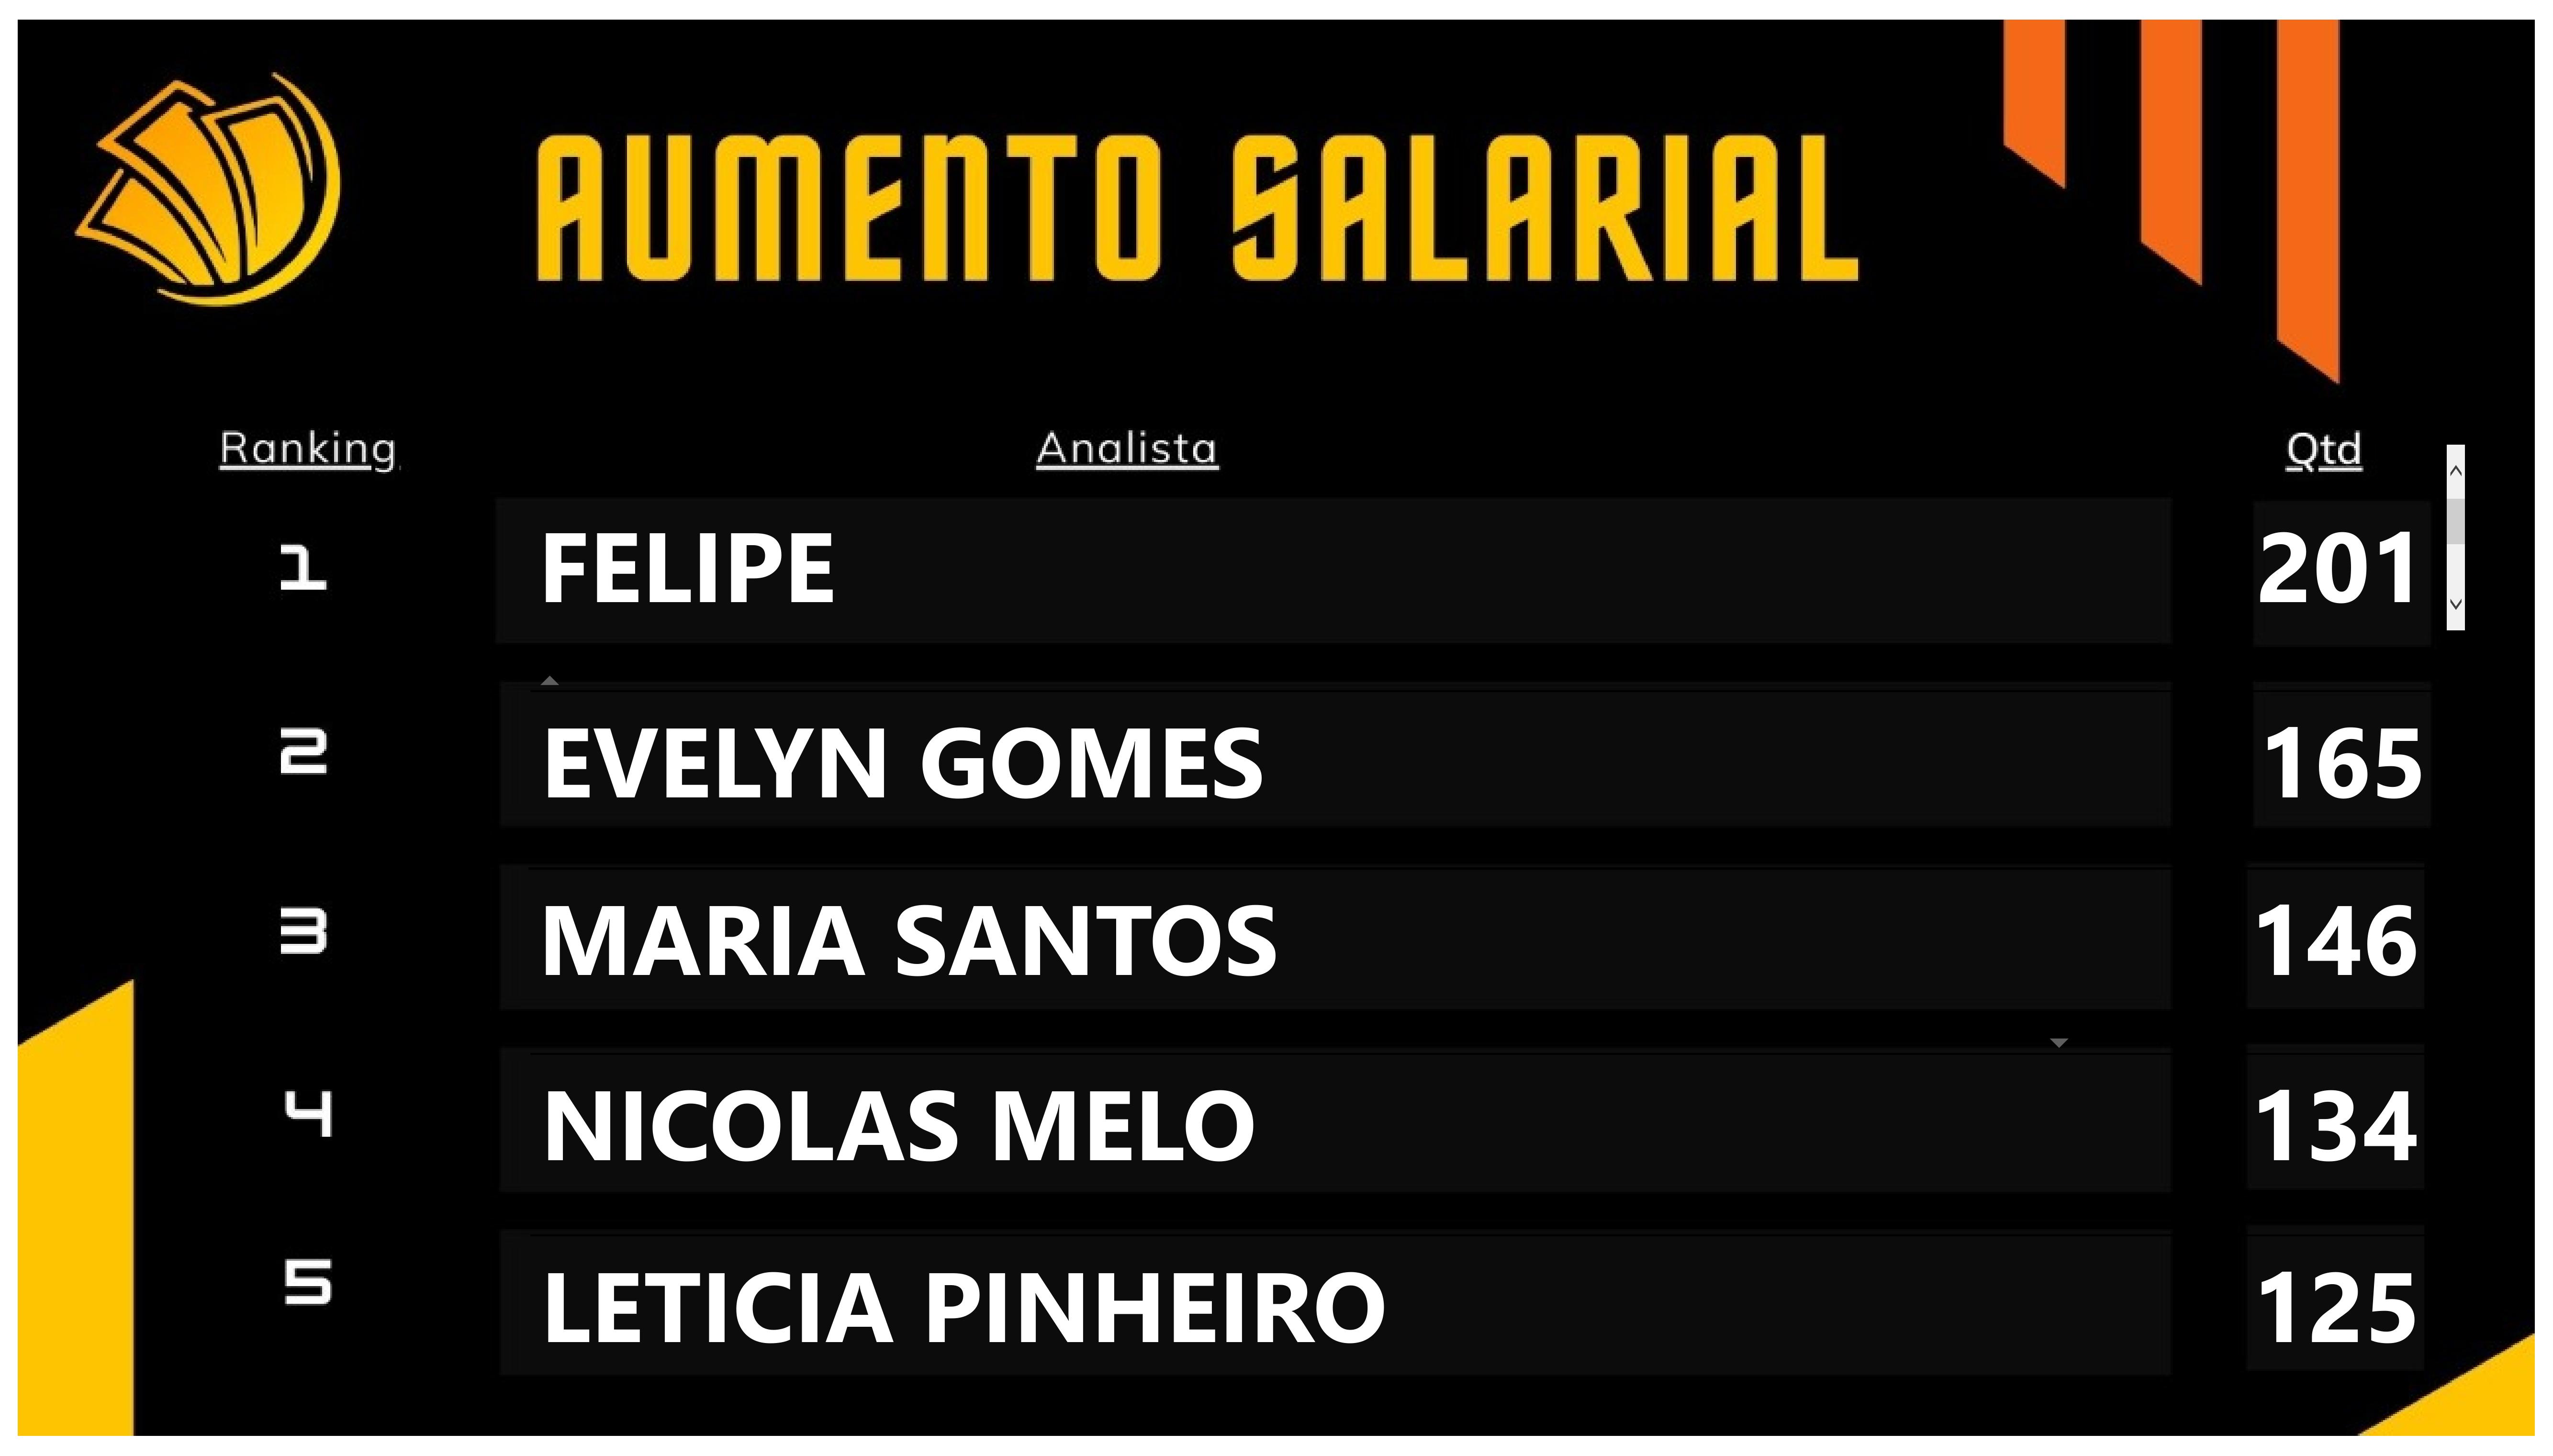 AUMENTO SALARIAL
Ranking Analista Qtd
1 FELIPE 201
2 EVELYN GOMES 165
3 MARIA SANTOS 146
4 NICOLAS MELO 134
5 LETICIA PINHEIRO 125